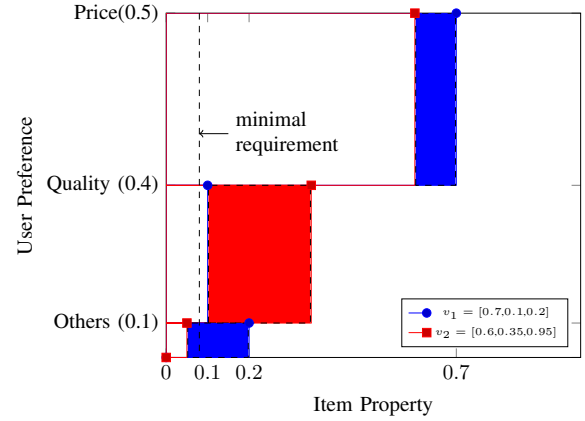 Price(0.5)
minimal
requirement
Quality (0.4)
User Preference
Others (0.1)
v₁ = [0.7,0.1,0.2]
v₂ = [0.6,0.35,0.95]
0 0.1 0.2 0.7
Item Property